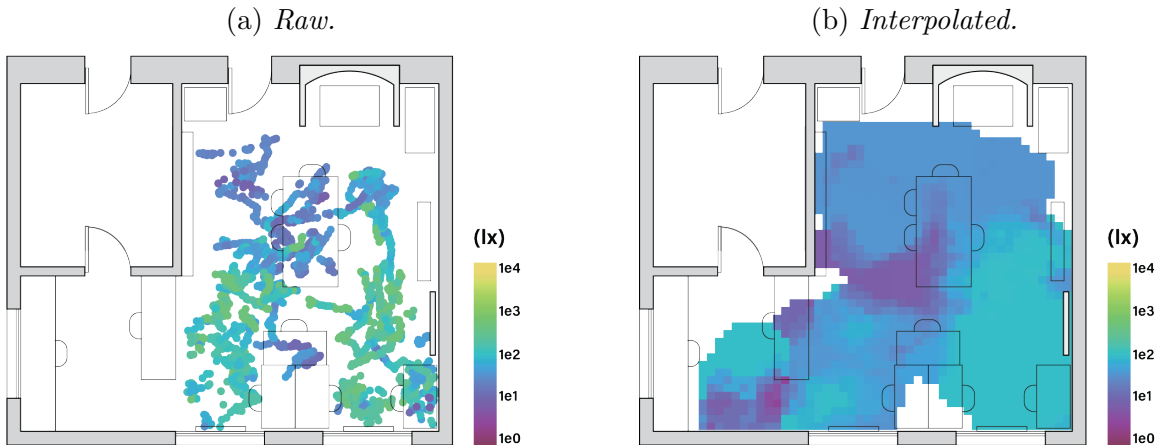 (a) Raw.
(b) Interpolated.
(lx)
1e4
1e3
1e2
1e1
1e0
(lx)
1e4
1e3
1e2
1e1
1e0